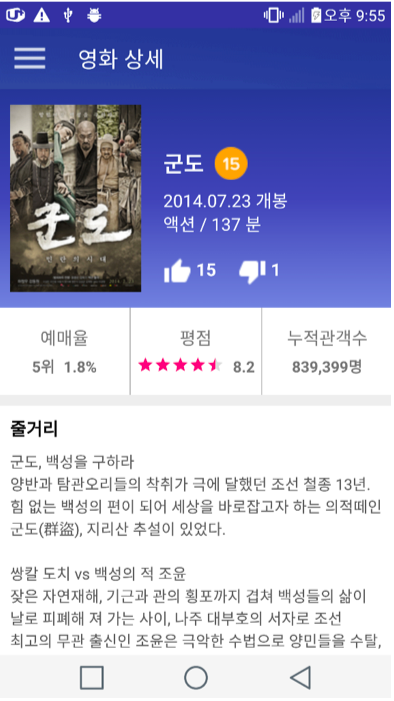 오후 9:55
영화 상세
군도
군도 15
2014.07.23 개봉
액션 / 137 분
15 1
예매율 평점 누적관객수
5위 1.8% 8.2 839,399명
줄거리
군도, 백성을 구하라
양반과 탐관오리들의 착취가 극에 달했던 조선 철종 13년.
힘 없는 백성의 편이 되어 세상을 바로잡고자 하는 의적떼인
군도(群盜), 지리산 추설이 있었다.
쌍칼 도치 vs 백성의 적 조윤
잦은 자연재해, 기근과 관의 횡포까지 겹쳐 백성들의 삶이
날로 피폐해 져 가는 사이, 나주 대부호의 서자로 조선
최고의 무관 출신인 조윤은 극악한 수법으로 양민들을 수탈,